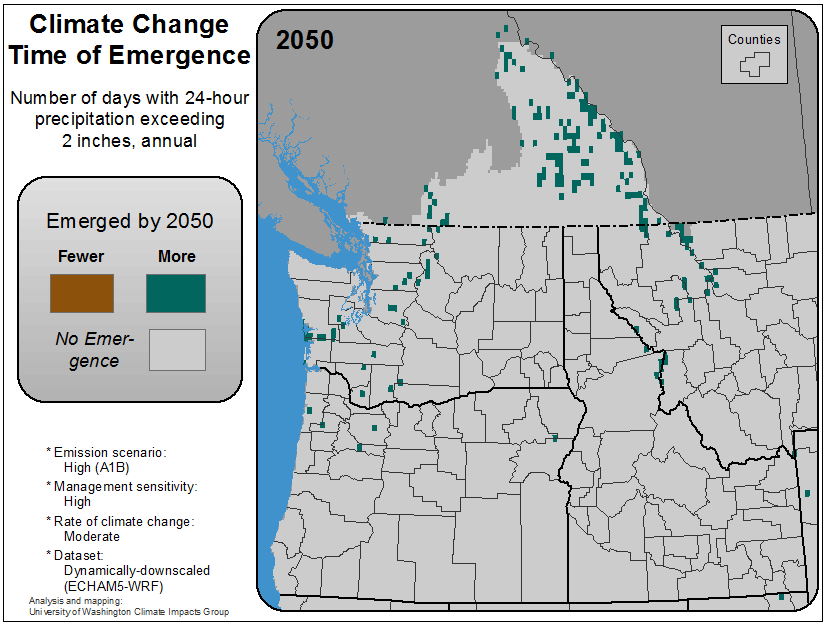 Climate Change
Time of Emergence
Number of days with 24-hour
precipitation exceeding
2 inches, annual
Emerged by 2050
Fewer
More
No Emer-
gence
* Emission scenario:
High (A1B)
* Management sensitivity:
High
* Rate of climate change:
Moderate
* Dataset:
Dynamically-downscaled
(ECHAM5-WRF)
Analysis and mapping:
University of Washington Climate Impacts Group
2050
Counties